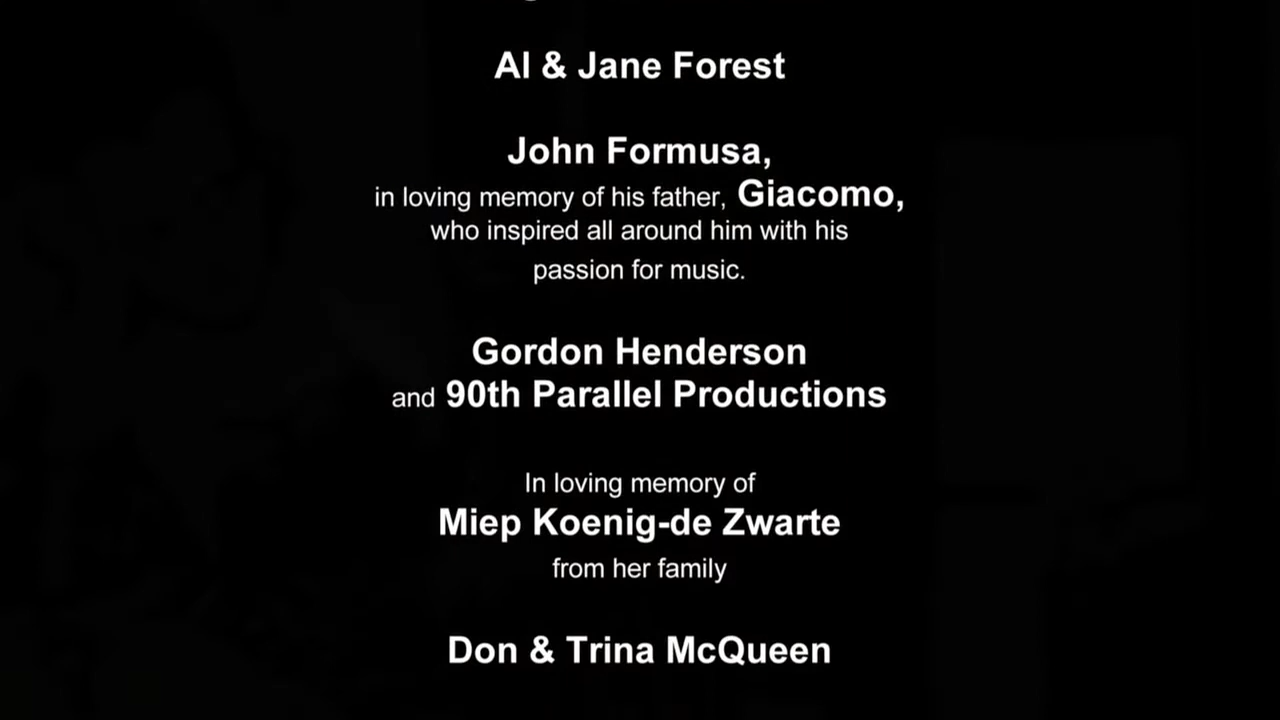 Al & Jane Forest
John Formusa,
in loving memory of his father, Giacomo,
who inspired all around him with his
passion for music.
Gordon Henderson
and 90th Parallel Productions
In loving memory of
Miep Koenig-de Zwarte
from her family
Don & Trina McQueen